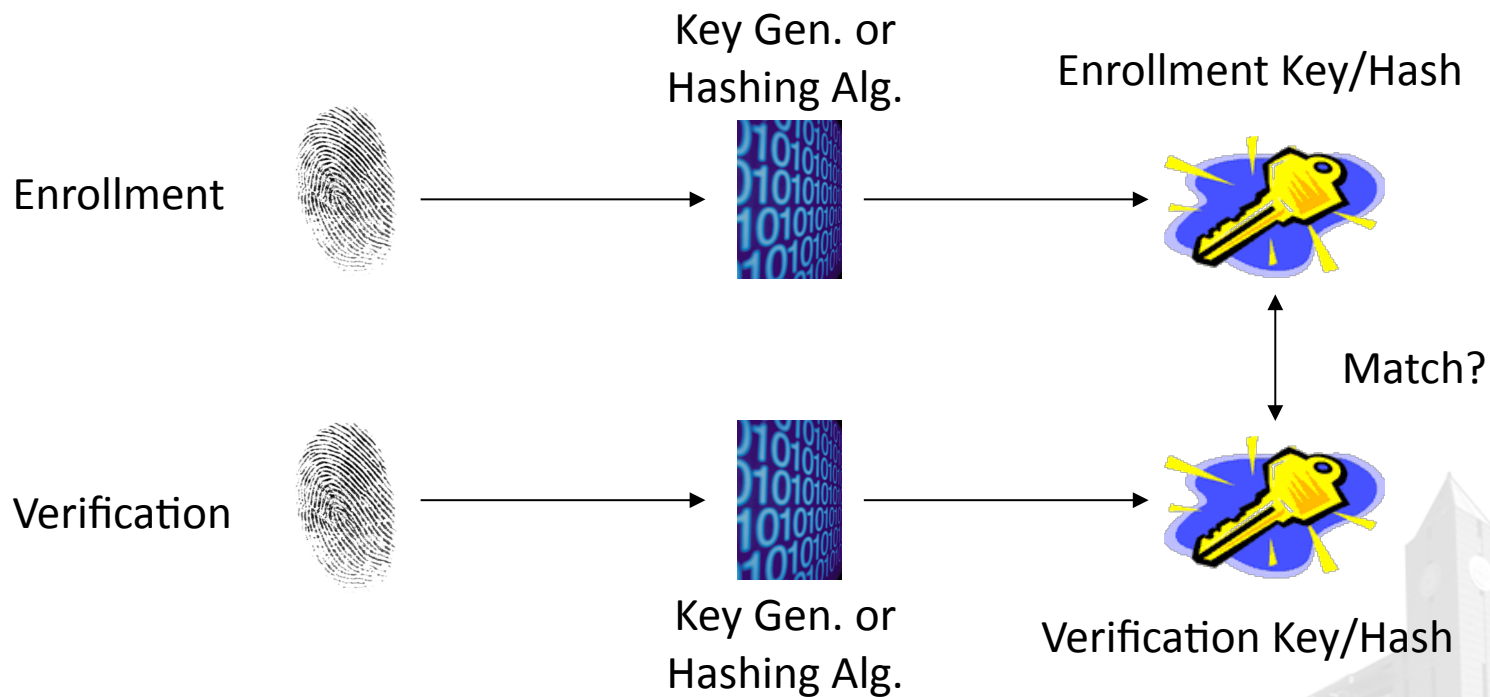 Key Gen. or
Hashing Alg.
Enrollment Key/Hash
Enrollment
Match?
Verification
Key Gen. or
Hashing Alg.
Verification Key/Hash